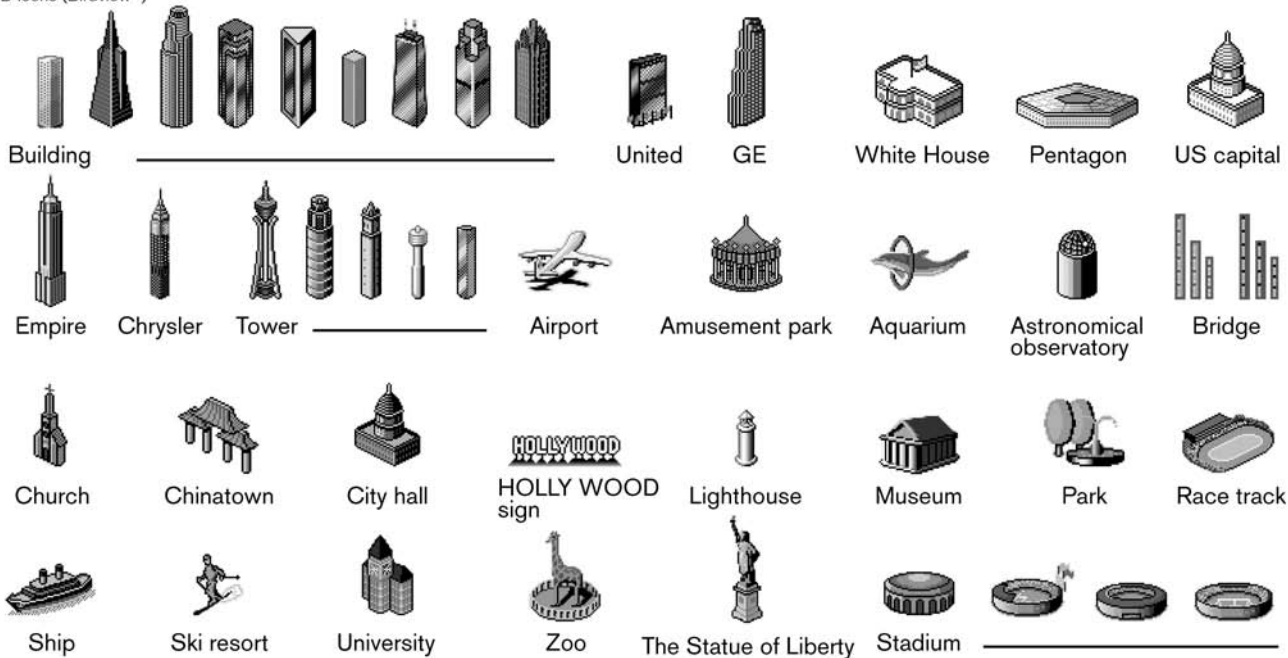 Building
United
GE
White House
Pentagon
US capital
Empire
Chrysler
Tower
Airport
Amusement park
Aquarium
Astronomical
observatory
Bridge
HOLLYWOOD
Church
Chinatown
City hall
HOLLY WOOD
sign
Lighthouse
Museum
Park
Race track
Ship
Ski resort
University
Zoo
The Statue of Liberty
Stadium